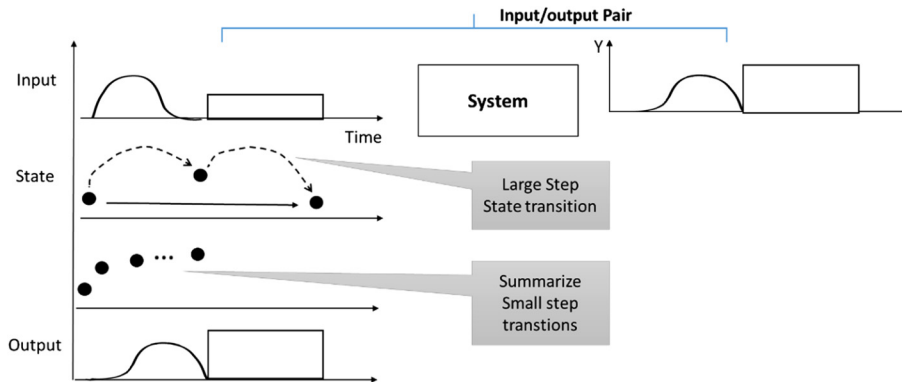 Input/output Pair
Input
System
Y
Time
State
Large Step
State transition
...
Summarize
Small step
transtions
Output